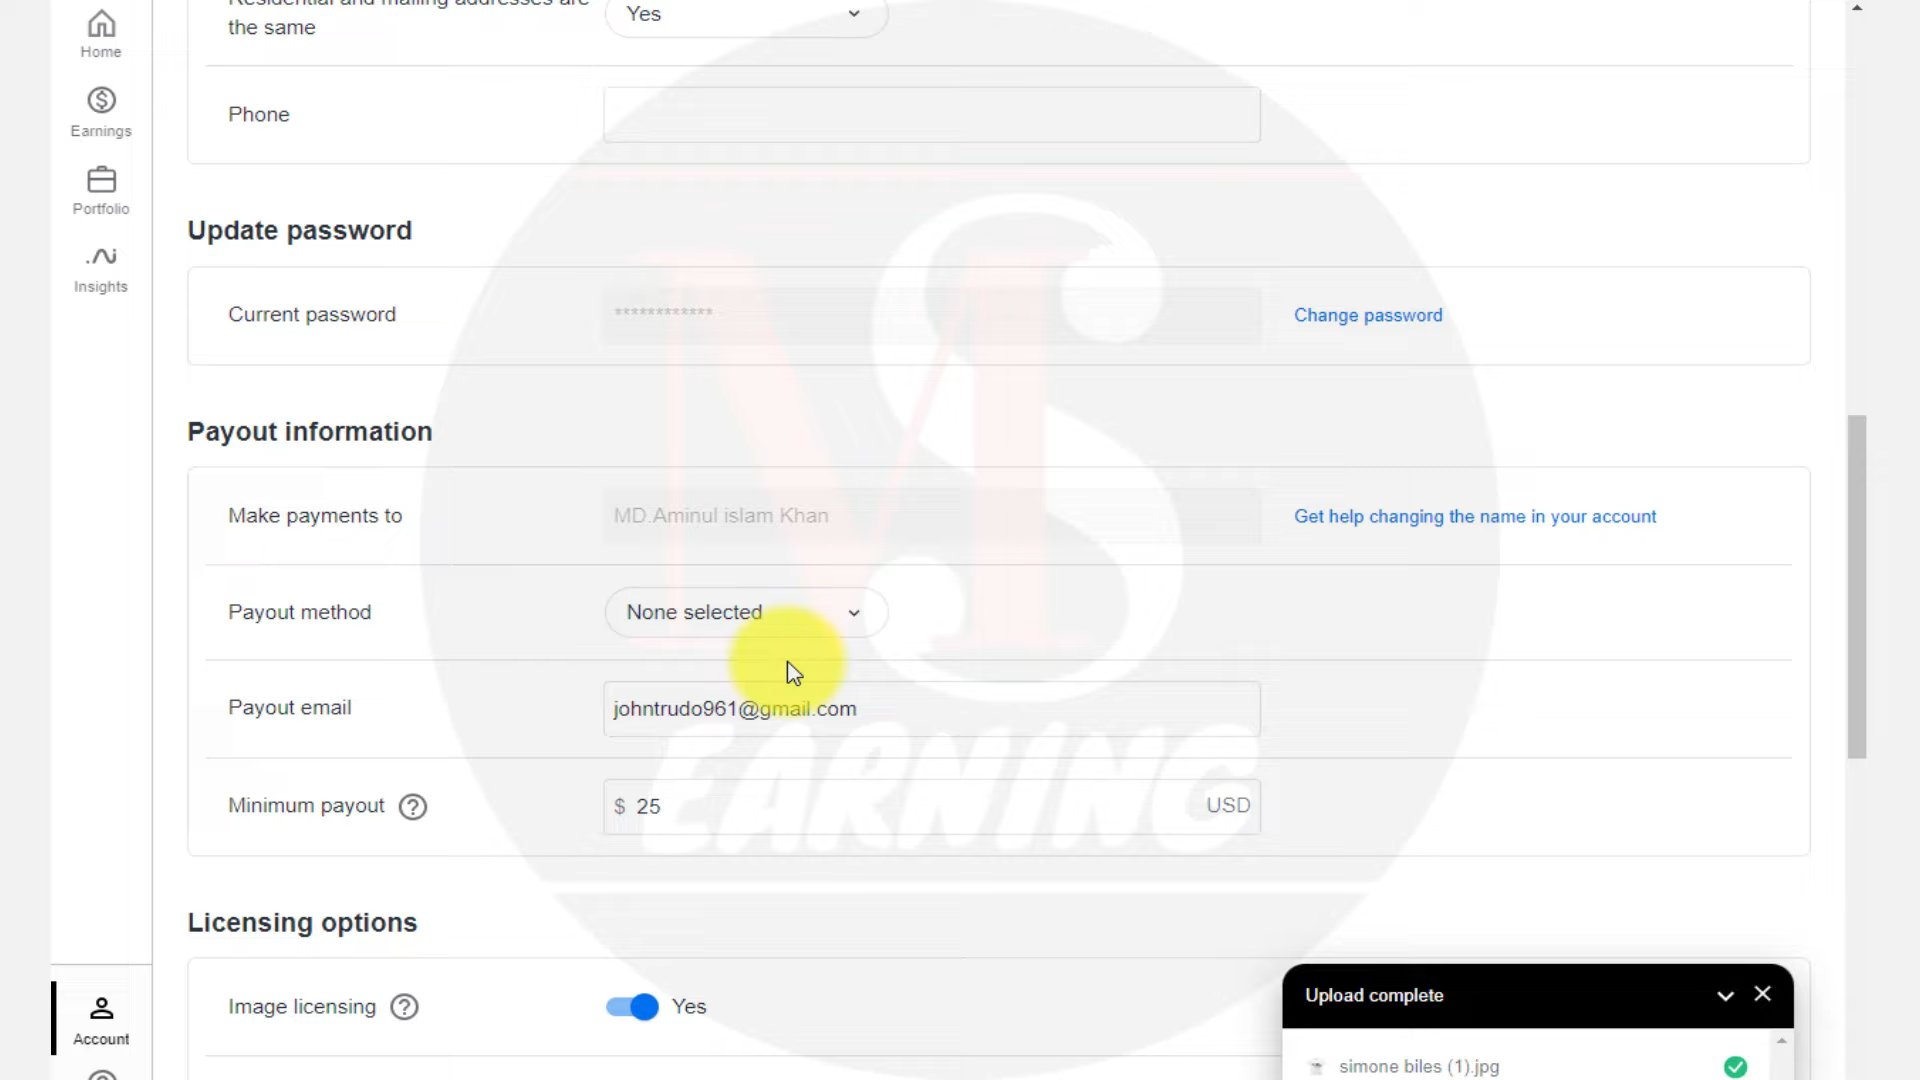 Residential and mailing addresses are
the same
Yes
Home
Phone
Earnings
Portfolio
Insights
Update password
Current password
************
Change password
Payout information
Make payments to
MD.Aminul islam Khan
Get help changing the name in your account
Payout method
None selected
Payout email
johntrudo961@gmail.com
Minimum payout ?
$ 25
USD
MSI
EARNING
Licensing options
Image licensing ?
Yes
Account
Upload complete
simone biles (1).jpg